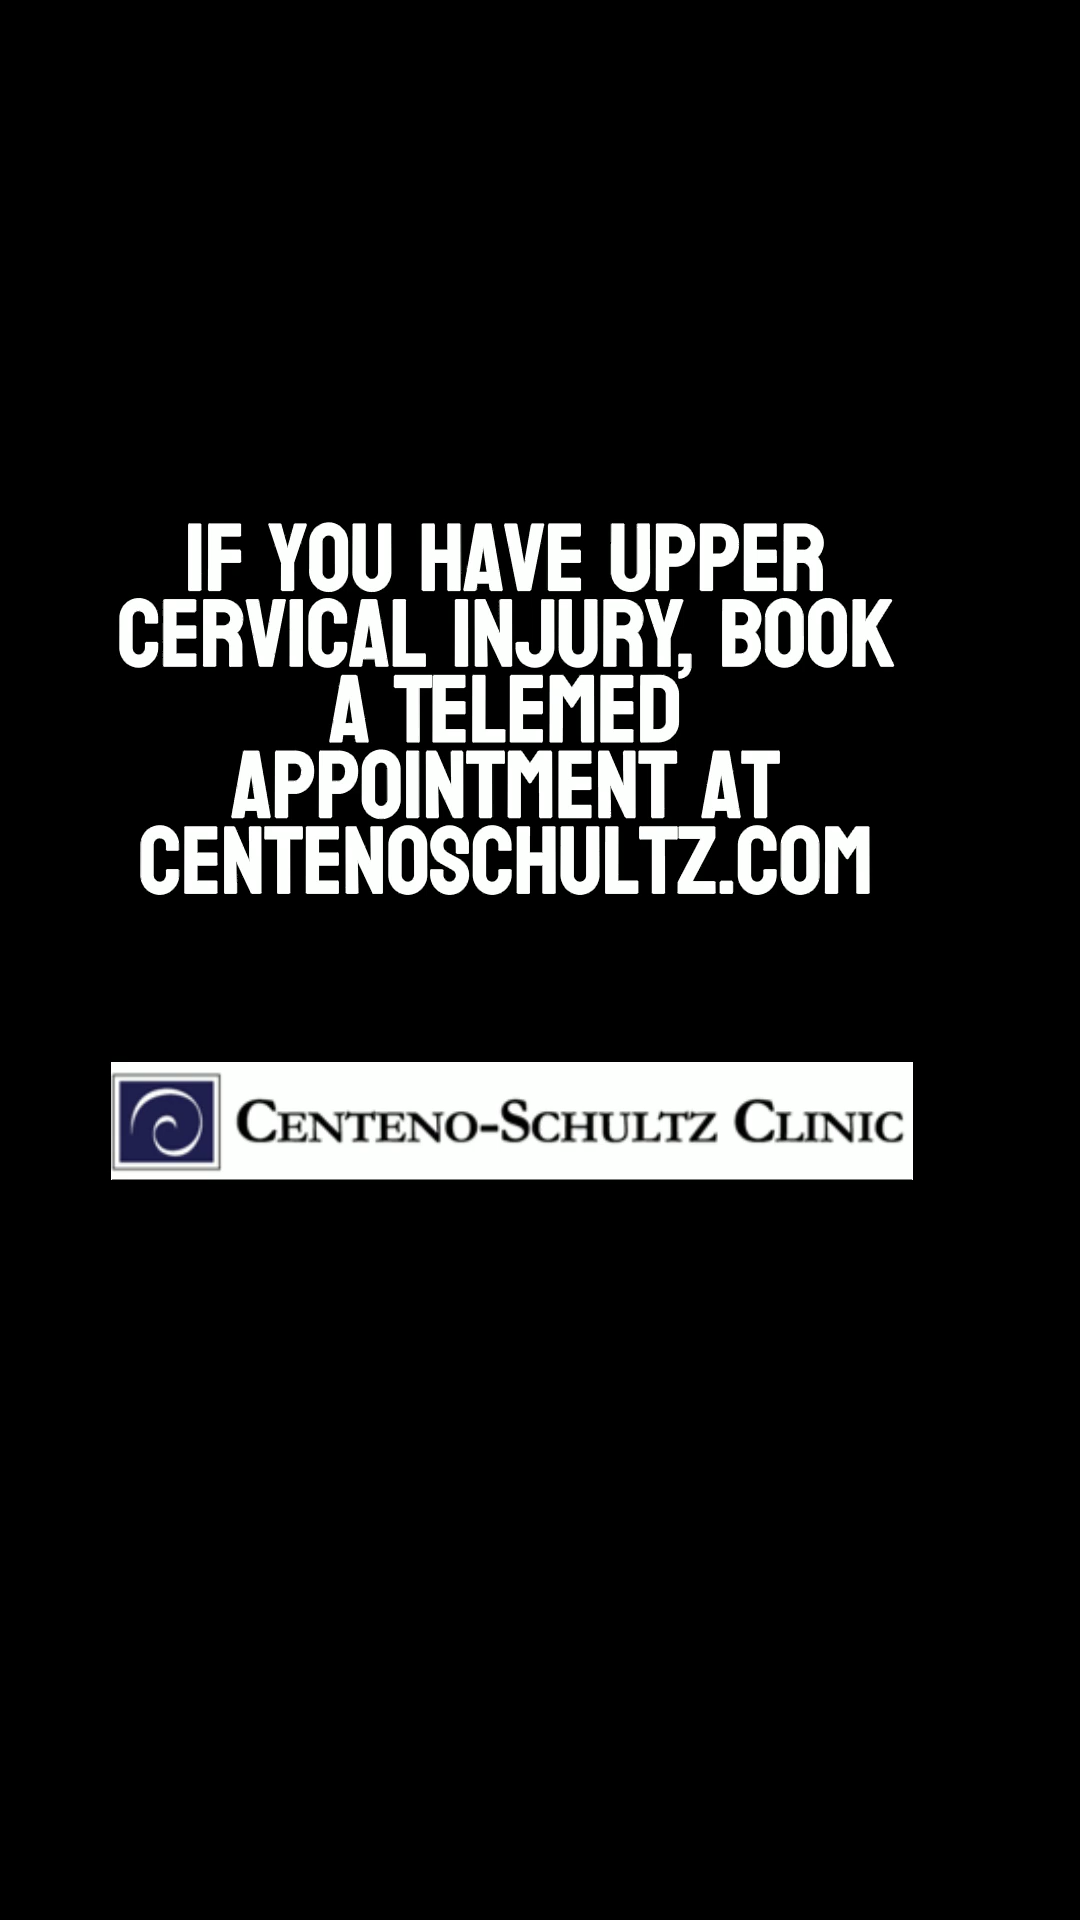 IF YOU HAVE UPPER
CERVICAL INJURY, BOOK
A TELEMED
APPOINTMENT AT
CENTENOSCHULTZ.COM
CENTENO-SCHULTZ CLINIC